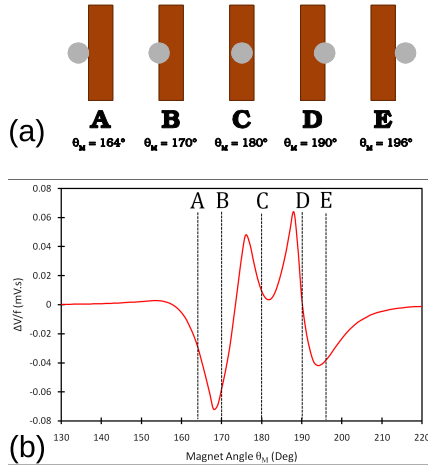 (a)
A B C D E
θM = 164° θM = 170° θM = 180° θM = 190° θM = 196°
A B C D E
0.08
0.06
0.04
0.02
0
-0.02
-0.04
-0.06
-0.08
ΔV/f (mV.s)
130 140 150 160 170 180 190 200 210 220
Magnet Angle θM (Deg)
(b)